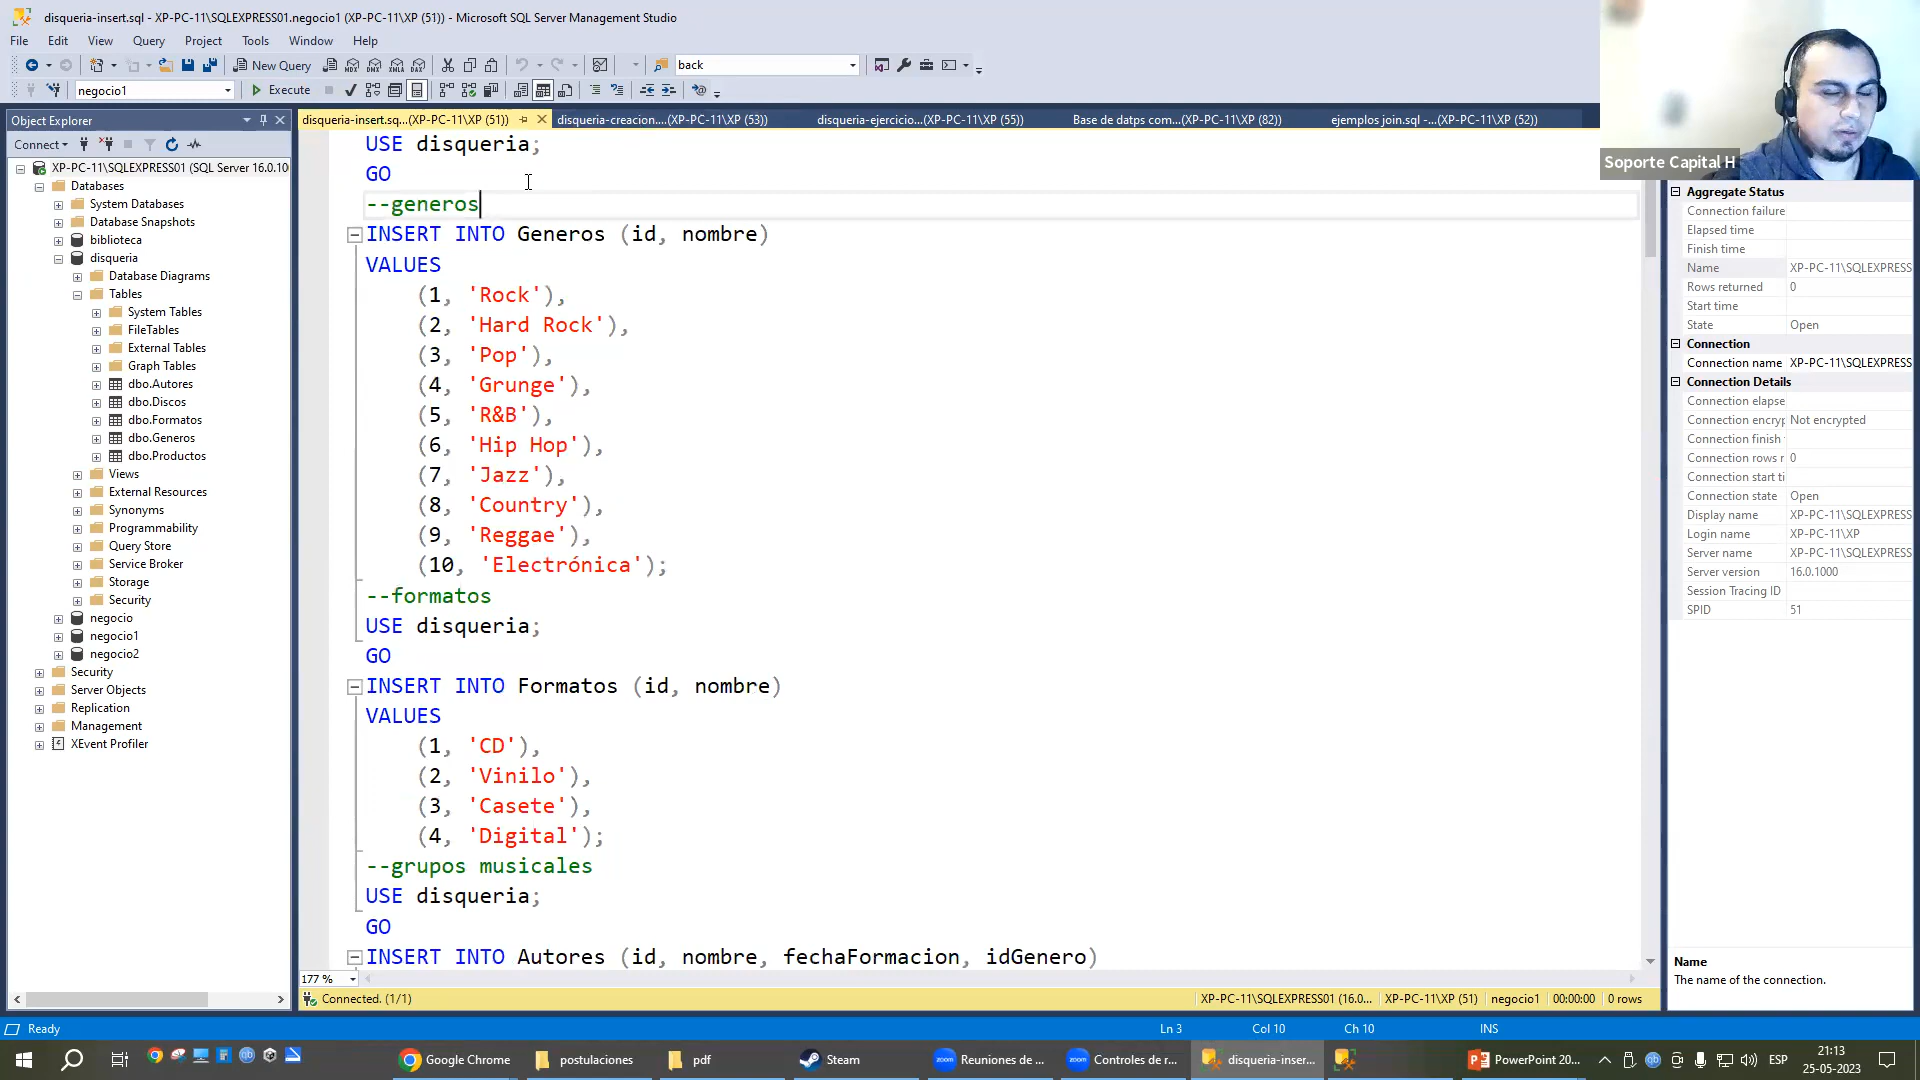 disqueria-insert.sql - XP-PC-11\SQLEXPRESS01.negocio1 (XP-PC-11\XP (51)) - Microsoft SQL Server Management Studio
File Edit View Query Project Tools Window Help
New Query
back
negocio1
Execute
Object Explorer
disqueria-insert.sq...(XP-PC-11\XP (51))
disqueria-creacion....(XP-PC-11\XP (53))
disqueria-ejercicio...(XP-PC-11\XP (55))
Base de datps com...(XP-PC-11\XP (82))
ejemplos join.sql -...(XP-PC-11\XP (52))
Connect
XP-PC-11\SQLEXPRESS01 (SQL Server 16.0.10
Databases
System Databases
Database Snapshots
biblioteca
disqueria
Database Diagrams
Tables
System Tables
FileTables
External Tables
Graph Tables
dbo.Autores
dbo.Discos
dbo.Formatos
dbo.Generos
dbo.Productos
Views
External Resources
Synonyms
Programmability
Query Store
Service Broker
Storage
Security
negocio
negocio1
negocio2
Security
Server Objects
Replication
Management
XEvent Profiler
USE disqueria;
GO
--generos
INSERT INTO Generos (id, nombre)
VALUES
(1, 'Rock'),
(2, 'Hard Rock'),
(3, 'Pop'),
(4, 'Grunge'),
(5, 'R&B'),
(6, 'Hip Hop'),
(7, 'Jazz'),
(8, 'Country'),
(9, 'Reggae'),
(10, 'Electrónica');
--formatos
USE disqueria;
GO
INSERT INTO Formatos (id, nombre)
VALUES
(1, 'CD'),
(2, 'Vinilo'),
(3, 'Casete'),
(4, 'Digital');
--grupos musicales
USE disqueria;
GO
INSERT INTO Autores (id, nombre, fechaFormacion, idGenero)
177 %
Connected. (1/1)
XP-PC-11\SQLEXPRESS01 (16.0... XP-PC-11\XP (51) negocio1 00:00:00 0 rows
Soporte Capital H
Aggregate Status
Connection failure
Elapsed time
Finish time
Name XP-PC-11\SQLEXPRESS
Rows returned 0
Start time
State Open
Connection
Connection name XP-PC-11\SQLEXPRESS
Connection Details
Connection elapse
Connection encryp Not encrypted
Connection finish
Connection rows r 0
Connection start ti
Connection state Open
Display name XP-PC-11\SQLEXPRESS
Login name XP-PC-11\XP
Server name XP-PC-11\SQLEXPRESS
Server version 16.0.1000
Session Tracing ID
SPID 51
Name
The name of the connection.
Ready
Ln 3 Col 10 Ch 10 INS
Google Chrome
postulaciones
pdf
Steam
zoom
Reuniones de ...
zoom
Controles de r...
disqueria-inser...
PowerPoint 20...
ESP
21:13
25-05-2023